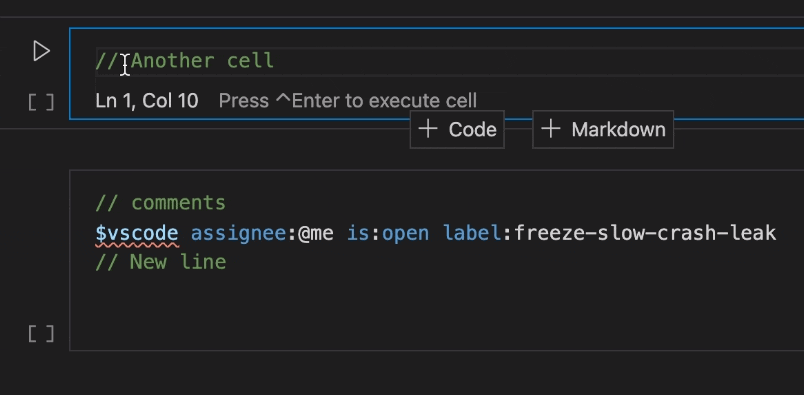 // Another cell
[ ] Ln 1, Col 10 Press ^Enter to execute cell
+ Code + Markdown
// comments
$vscode assignee:@me is:open label:freeze-slow-crash-leak
// New line
[ ]